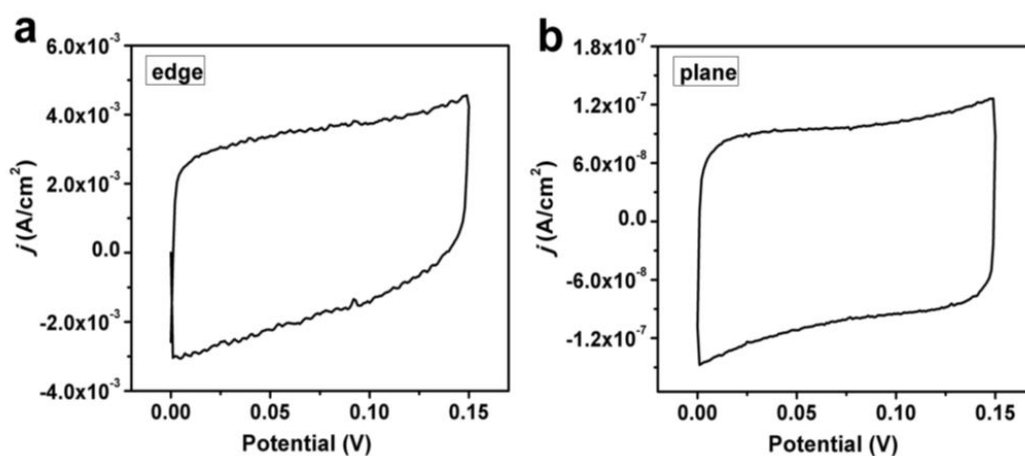 a
edge
6.0x10⁻³
4.0x10⁻³
2.0x10⁻³
0.0
-2.0x10⁻³
-4.0x10⁻³
j (A/cm²)
0.00 0.05 0.10 0.15
Potential (V)
b
plane
1.8x10⁻⁷
1.2x10⁻⁷
6.0x10⁻⁸
0.0
-6.0x10⁻⁸
-1.2x10⁻⁷
j (A/cm²)
0.00 0.05 0.10 0.15
Potential (V)